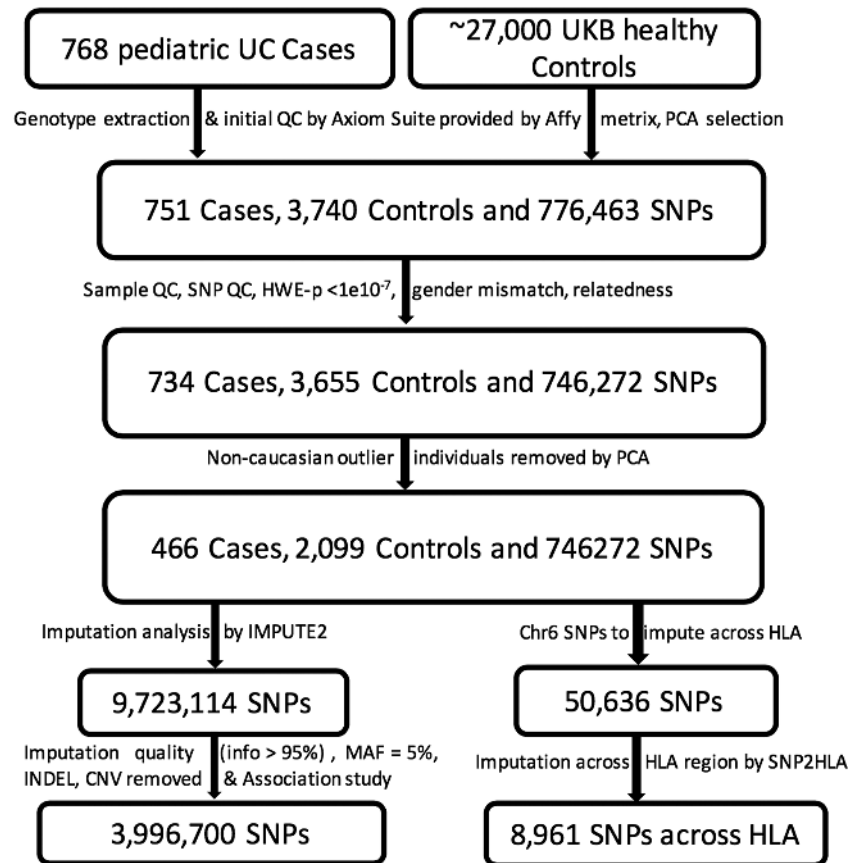 768 pediatric UC Cases
~27,000 UKB healthy
Controls
Genotype extraction & initial QC by Axiom Suite provided by Affy metrix, PCA selection
751 Cases, 3,740 Controls and 776,463 SNPs
Sample QC, SNP QC, HWE-p <1e10⁻⁷, gender mismatch, relatedness
734 Cases, 3,655 Controls and 746,272 SNPs
Non-caucasian outlier individuals removed by PCA
466 Cases, 2,099 Controls and 746272 SNPs
Imputation analysis by IMPUTE2
Chr6 SNPs to impute across HLA
9,723,114 SNPs
50,636 SNPs
Imputation quality (info > 95%) , MAF = 5%,
INDEL, CNV removed & Association study
Imputation across HLA region by SNP2HLA
3,996,700 SNPs
8,961 SNPs across HLA